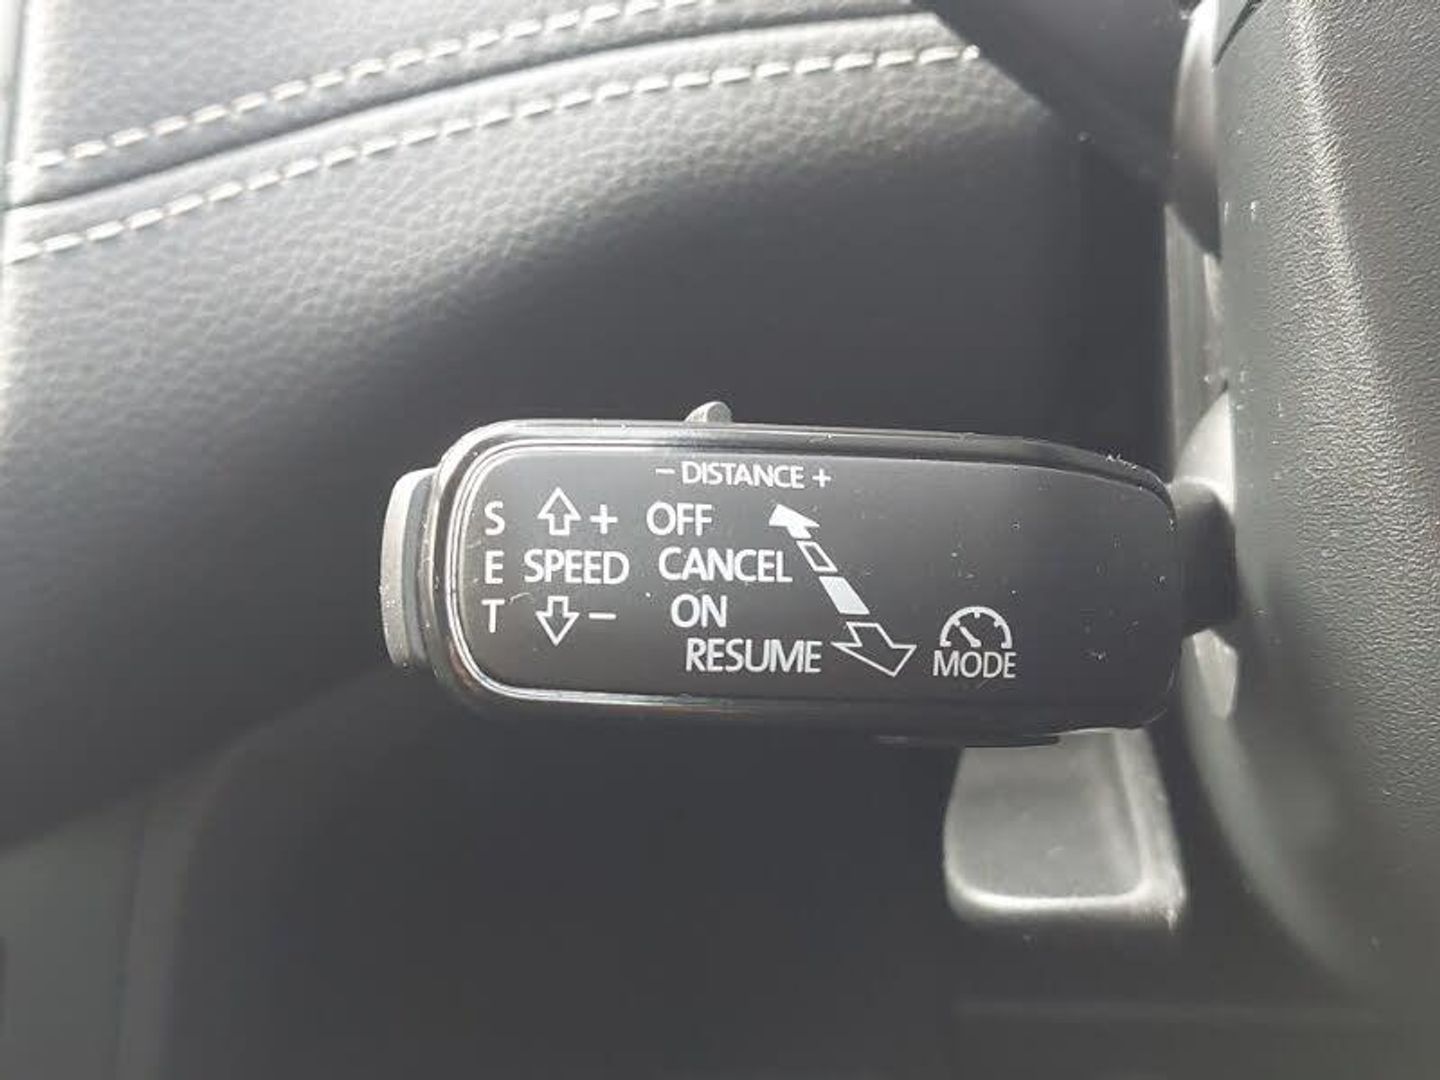 − DISTANCE +
S + OFF
E SPEED CANCEL
T − ON
RESUME
MODE